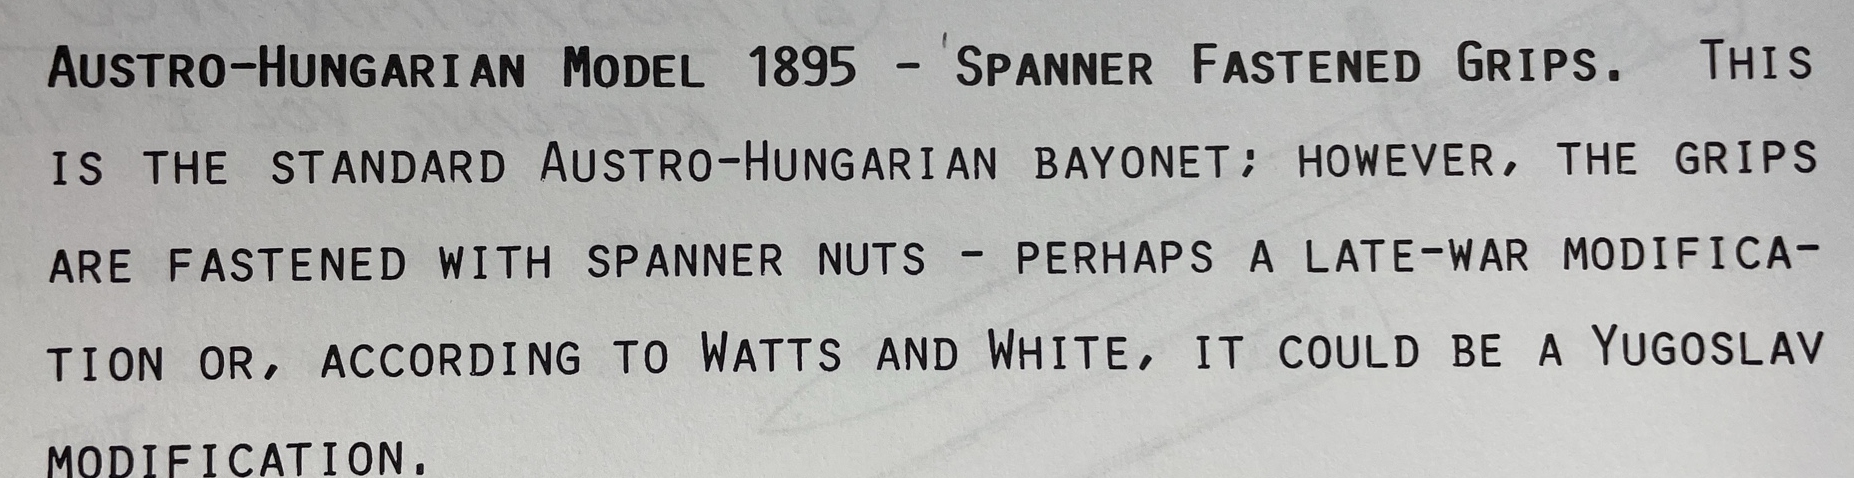 Austro-Hungarian Model 1895 - Spanner Fastened Grips. This
is the standard Austro-Hungarian bayonet; however, the grips
are fastened with spanner nuts - perhaps a late-war modifica-
tion or, according to Watts and White, it could be a Yugoslav
modification.